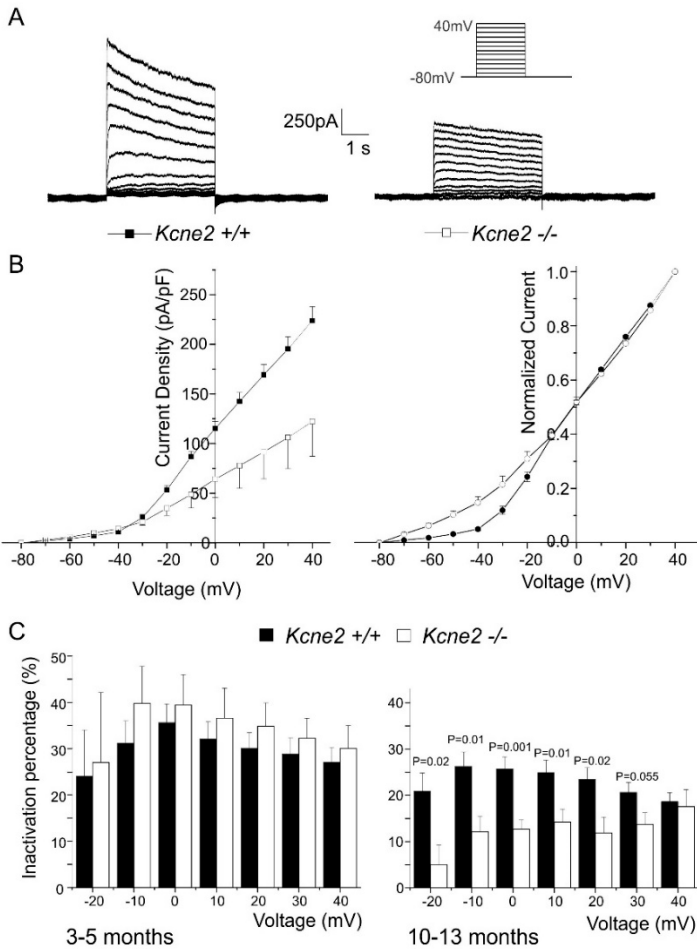 A
40mV
-80mV
250pA
1 s
Kcne2 +/+
Kcne2 -/-
B
Current Density (pA/pF)
250
225
200
150
100
75
50
0
-80 -60 -40 -20 0 20 40
Voltage (mV)
Normalized Current
1.0
0.8
0.6
0.4
0.2
0.0
-80 -60 -40 -20 0 20 40
Voltage (mV)
C
Kcne2 +/+
Kcne2 -/-
Inactivation percentage (%)
50
40
30
20
10
0
-20 -10 0 10 20 30 40
Voltage (mV)
3-5 months
40
30
20
10
0
P=0.02
P=0.01
P=0.001
P=0.01
P=0.02
P=0.055
-20 -10 0 10 20 30 40
Voltage (mV)
10-13 months